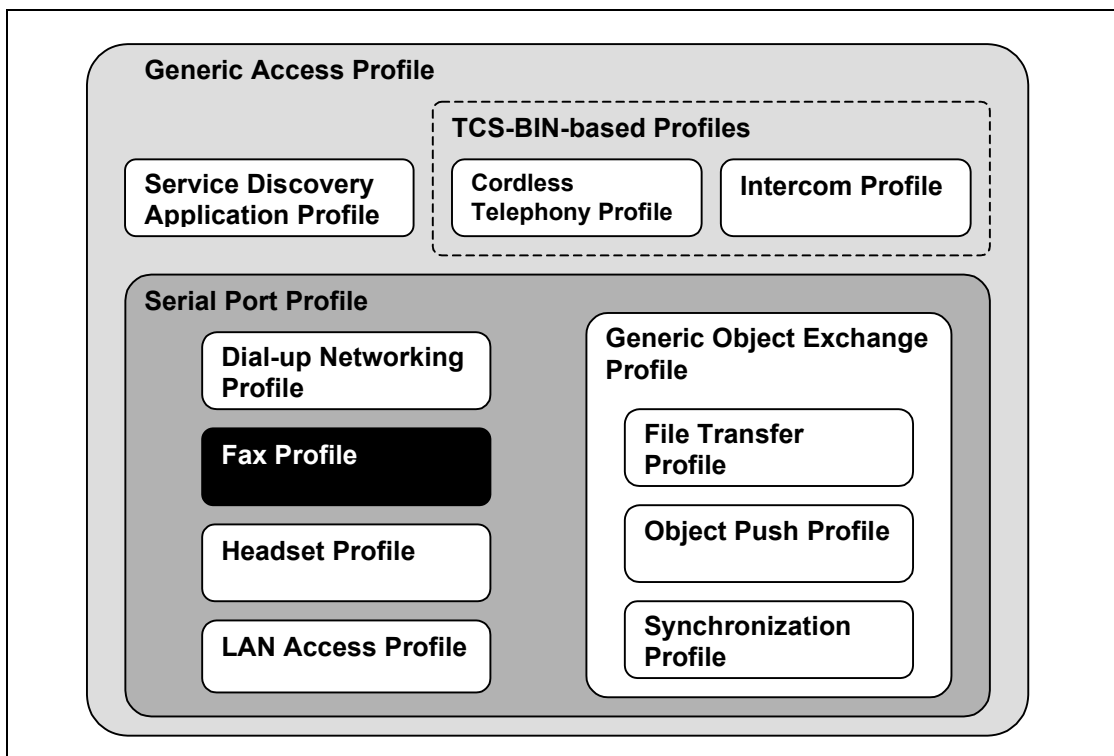 Generic Access Profile
TCS-BIN-based Profiles
Service Discovery
Application Profile
Cordless
Telephony Profile
Intercom Profile
Serial Port Profile
Dial-up Networking
Profile
Fax Profile
Headset Profile
LAN Access Profile
Generic Object Exchange
Profile
File Transfer
Profile
Object Push Profile
Synchronization
Profile